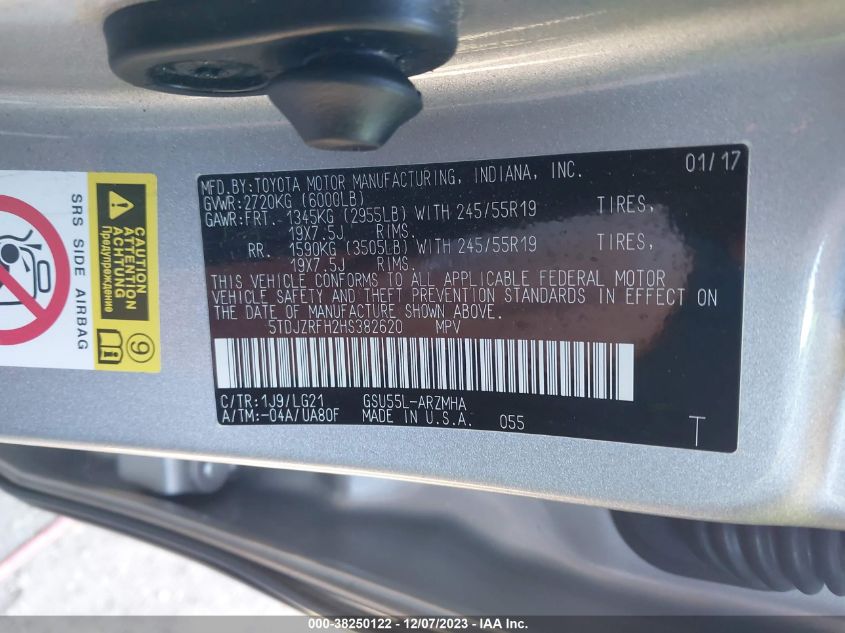 MFD.BY:TOYOTA MOTOR MANUFACTURING, INDIANA, INC. 01/17
GVWR:2720KG (6000LB)
GAWR:FRT. 1345KG (2955LB) WITH 245/55R19 TIRES,
19X7.5J RIMS.
RR. 1590KG (3505LB) WITH 245/55R19 TIRES,
19X7.5J RIMS.
THIS VEHICLE CONFORMS TO ALL APPLICABLE FEDERAL MOTOR
VEHICLE SAFETY AND THEFT PREVENTION STANDARDS IN EFFECT ON
THE DATE OF MANUFACTURE SHOWN ABOVE.
5TDJZRFH2HS382620 MPV
C/TR:1J9/LG21 GSU55L-ARZMHA
A/TM:-04A/UA80F MADE IN U.S.A. 055 T
SRS SIDE AIRBAG
CAUTION
ATTENTION
ACHTUNG
Предупреждение
9
000-38250122 - 12/07/2023 - IAA Inc.